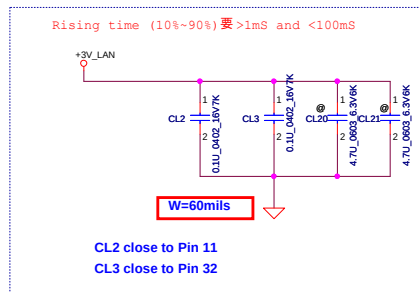 Rising time (10%~90%)要>1mS and <100mS
+3V_LAN
1
CL2
2
0.1U_0402_16V7K
1
CL3
2
0.1U_0402_16V7K
@
1
CL20
2
4.7U_0603_6.3V6K
@
1
CL21
2
4.7U_0603_6.3V6K
W=60mils
CL2 close to Pin 11
CL3 close to Pin 32